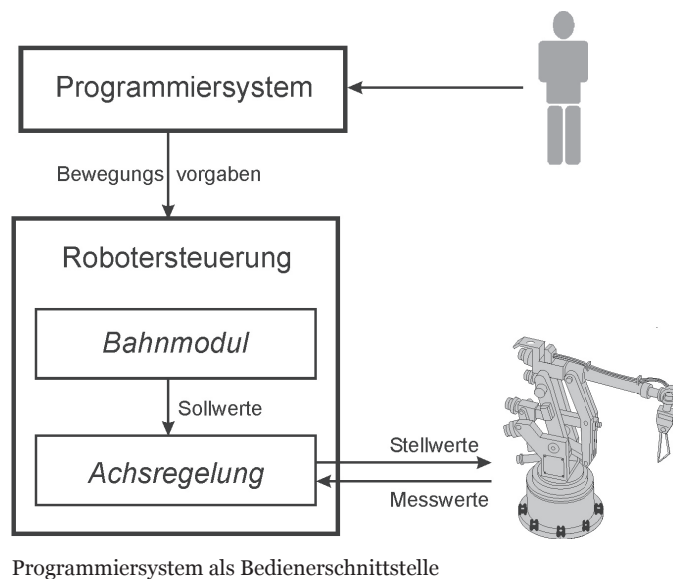 Programmiersystem
Bewegungs vorgaben
Robotersteuerung
Bahnmodul
Sollwerte
Achsregelung
Stellwerte
Messwerte
Programmiersystem als Bedienerschnittstelle